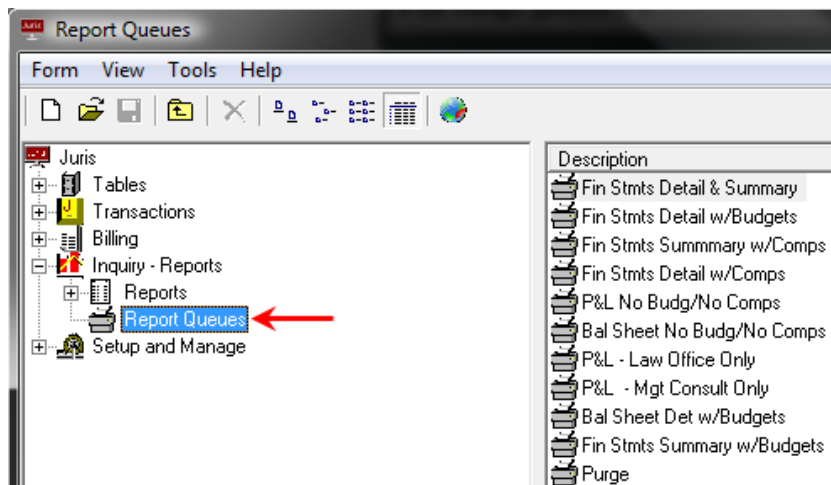 Juris
Report Queues
Form View Tools Help
Juris
Tables
Transactions
Billing
Inquiry - Reports
Reports
Report Queues
Setup and Manage
Description
Fin Stmts Detail & Summary
Fin Stmts Detail w/Budgets
Fin Stmts Summmary w/Comps
Fin Stmts Detail w/Comps
P&L No Budg/No Comps
Bal Sheet No Budg/No Comps
P&L - Law Office Only
P&L - Mgt Consult Only
Bal Sheet Det w/Budgets
Fin Stmts Summary w/Budgets
Purge